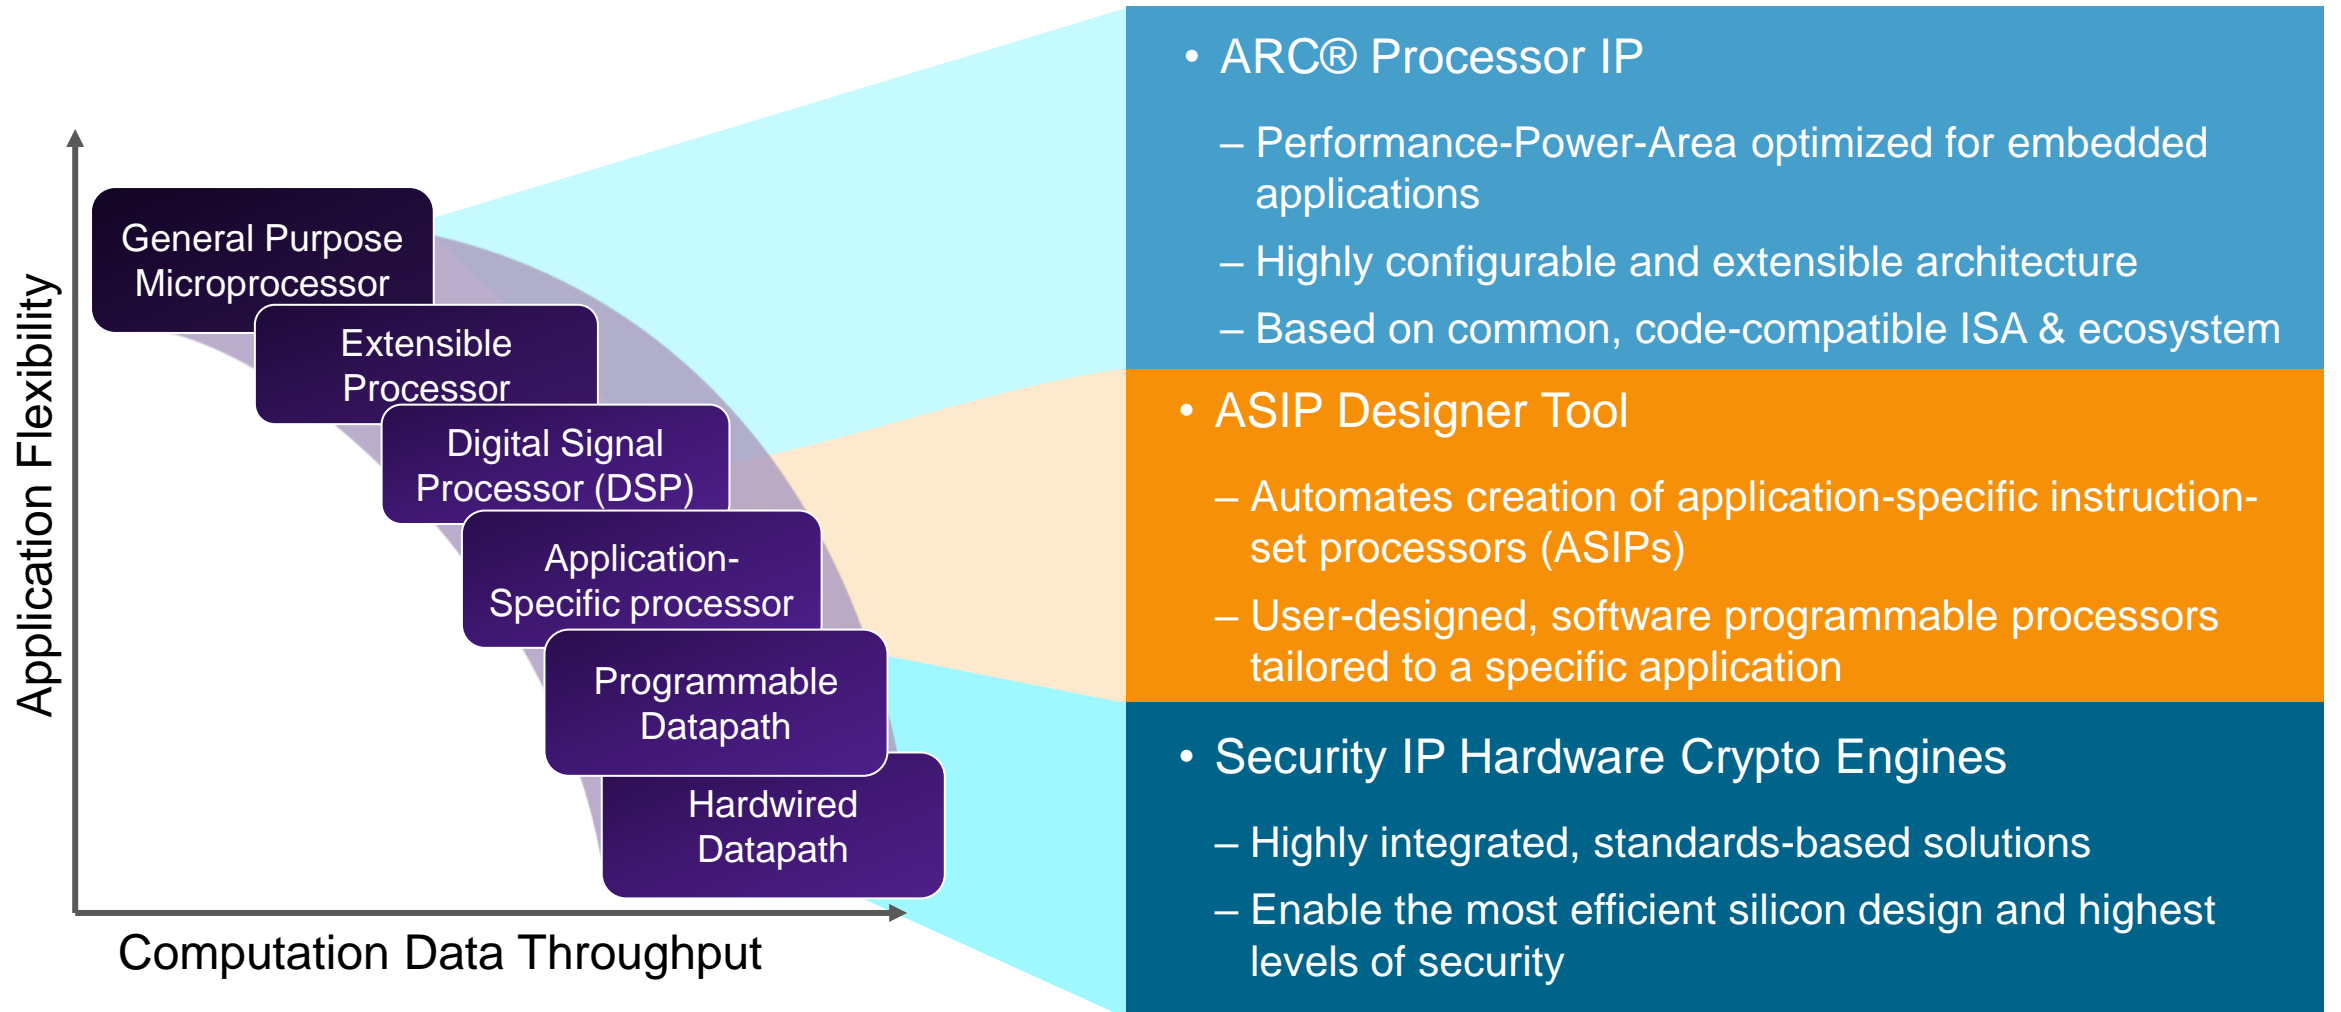 Application Flexibility
General Purpose
Microprocessor
Extensible
Processor
Digital Signal
Processor (DSP)
Application-
Specific processor
Programmable
Datapath
Hardwired
Datapath
Computation Data Throughput
• ARC® Processor IP
– Performance-Power-Area optimized for embedded
applications
– Highly configurable and extensible architecture
– Based on common, code-compatible ISA & ecosystem
• ASIP Designer Tool
– Automates creation of application-specific instruction-
set processors (ASIPs)
– User-designed, software programmable processors
tailored to a specific application
• Security IP Hardware Crypto Engines
– Highly integrated, standards-based solutions
– Enable the most efficient silicon design and highest
levels of security